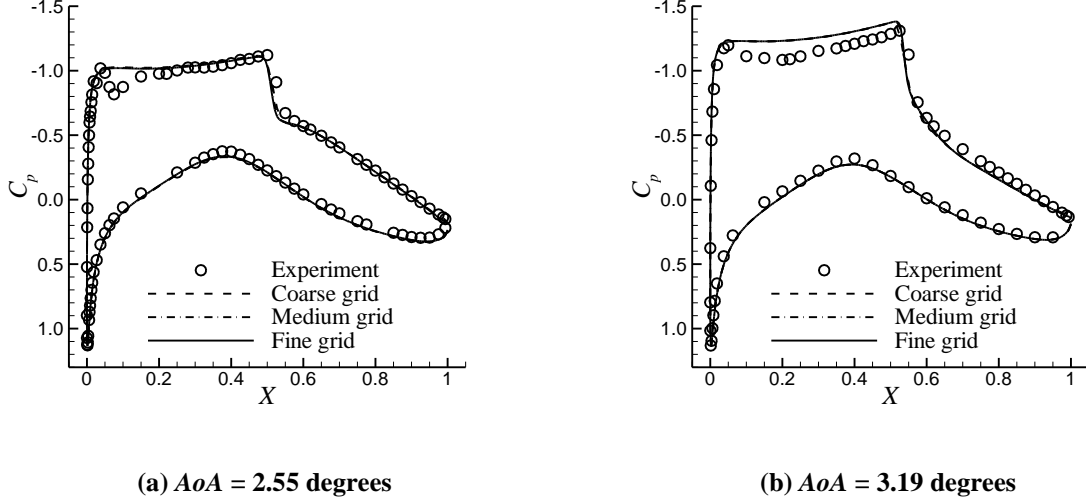 -1.5
-1.0
-0.5
0.0
0.5
1.0
C_p
Experiment
Coarse grid
Medium grid
Fine grid
0 0.2 0.4 0.6 0.8 1
X
(a) AoA = 2.55 degrees
-1.5
-1.0
-0.5
0.0
0.5
1.0
C_p
Experiment
Coarse grid
Medium grid
Fine grid
0 0.2 0.4 0.6 0.8 1
X
(b) AoA = 3.19 degrees